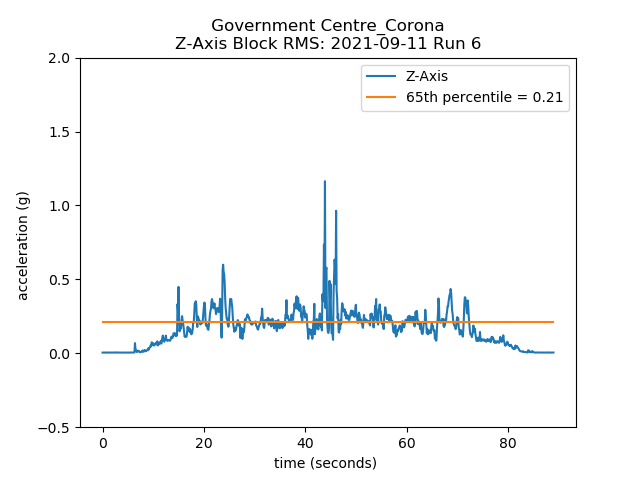 Government Centre_Corona
Z-Axis Block RMS: 2021-09-11 Run 6
Z-Axis
65th percentile = 0.21
2.0
1.5
1.0
0.5
0.0
−0.5
acceleration (g)
0 20 40 60 80
time (seconds)